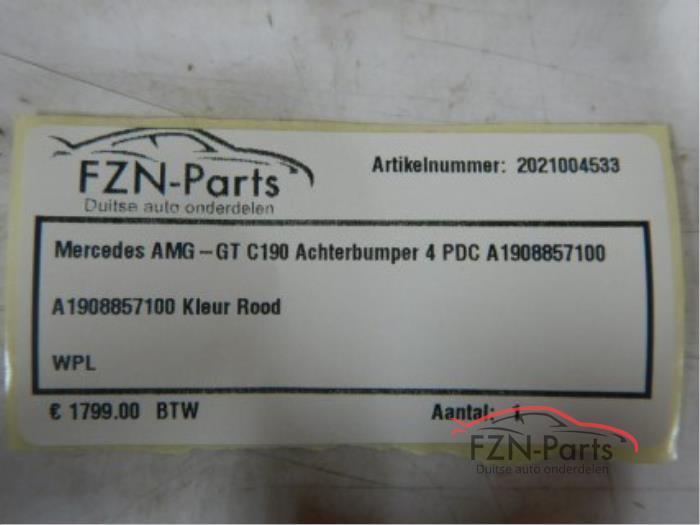 FZN-Parts
Duitse auto onderdelen
Artikelnummer: 2021004533
Mercedes AMG-GT C190 Achterbumper 4 PDC A1908857100
A1908857100 Kleur Rood
WPL
€ 1799.00 BTW
Aantal: 1
FZN-Parts
Duitse auto onderdelen